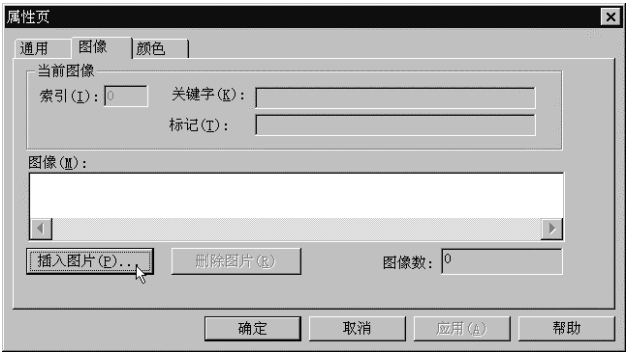 属性页
通用 图像 颜色
当前图像
索引(I): 0 关键字(K):
标记(T):
图像(M):
插入图片(P)... 删除图片(R) 图像数: 0
确定 取消 应用(A) 帮助